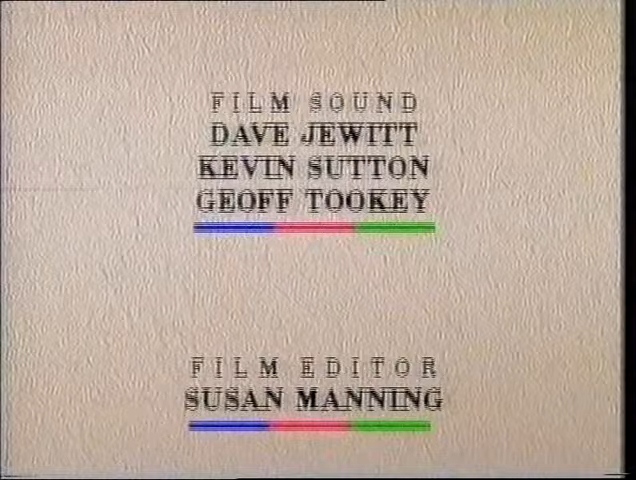 FILM SOUND
DAVE JEWITT
KEVIN SUTTON
GEOFF TOOKEY
FILM EDITOR
SUSAN MANNING